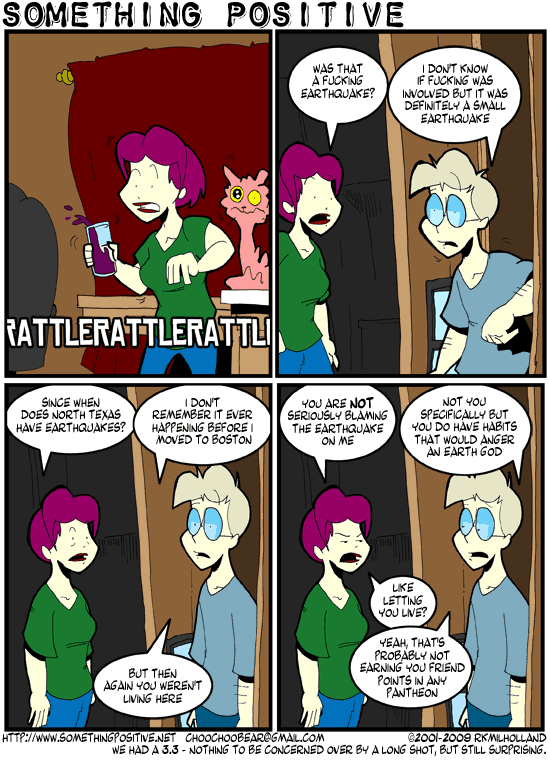 SOMETHING POSITIVE
RATTLERATTLERATTLE
WAS THAT
A FUCKING
EARTHQUAKE?
I DON'T KNOW
IF FUCKING WAS
INVOLVED BUT IT WAS
DEFINITELY A SMALL
EARTHQUAKE
SINCE WHEN
DOES NORTH TEXAS
HAVE EARTHQUAKES?
I DON'T
REMEMBER IT EVER
HAPPENING BEFORE I
MOVED TO BOSTON
BUT THEN
AGAIN YOU WEREN'T
LIVING HERE
YOU ARE NOT
SERIOUSLY BLAMING
THE EARTHQUAKE
ON ME
NOT YOU
SPECIFICALLY BUT
YOU DO HAVE HABITS
THAT WOULD ANGER
AN EARTH GOD
LIKE
LETTING
YOU LIVE?
YEAH, THAT'S
PROBABLY NOT
EARNING YOU FRIEND
POINTS IN ANY
PANTHEON
HTTP://WWW.SOMETHINGPOSITIVE.NET CHOOCHOOBEAR@GMAIL.COM ©2001-2009 RKMILHOLLAND
WE HAD A 3.3 - NOTHING TO BE CONCERNED OVER BY A LONG SHOT, BUT STILL SURPRISING.